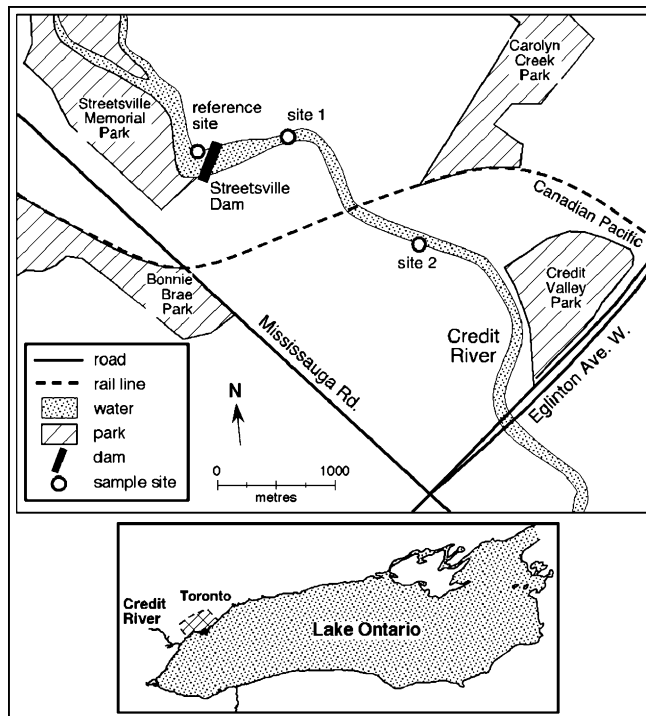 Carolyn
Creek
Park
Streetsville
Memorial
Park
reference
site
site 1
Streetsville
Dam
Canadian Pacific
site 2
Bonnie
Brae
Park
Credit
Valley
Park
Mississauga Rd.
Credit
River
Eglinton Ave. W.
road
rail line
water
park
dam
sample site
N
0 1000
metres
Toronto
Credit
River
Lake Ontario